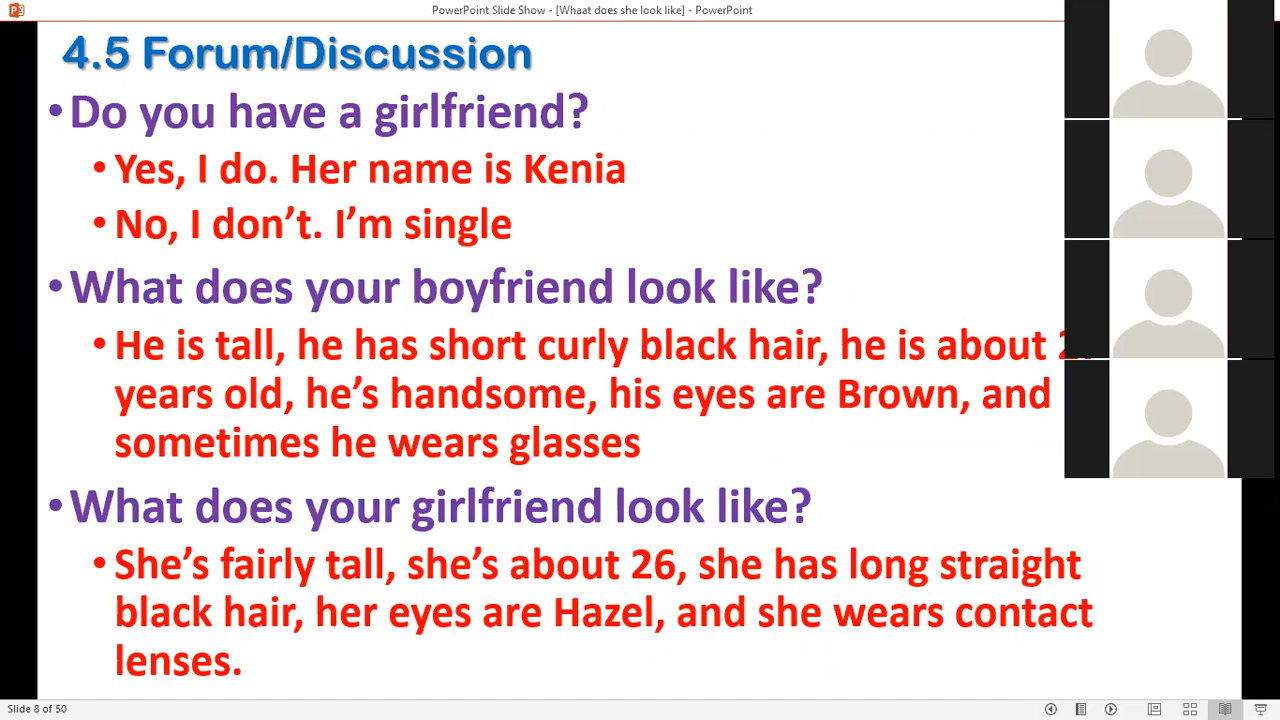 PowerPoint Slide Show - [Whaat does she look like] - PowerPoint
4.5 Forum/Discussion
•Do you have a girlfriend?
•Yes, I do. Her name is Kenia
•No, I don’t. I’m single
•What does your boyfriend look like?
•He is tall, he has short curly black hair, he is about
years old, he’s handsome, his eyes are Brown, and
sometimes he wears glasses
•What does your girlfriend look like?
•She’s fairly tall, she’s about 26, she has long straight
black hair, her eyes are Hazel, and she wears contact
lenses.
Slide 8 of 50